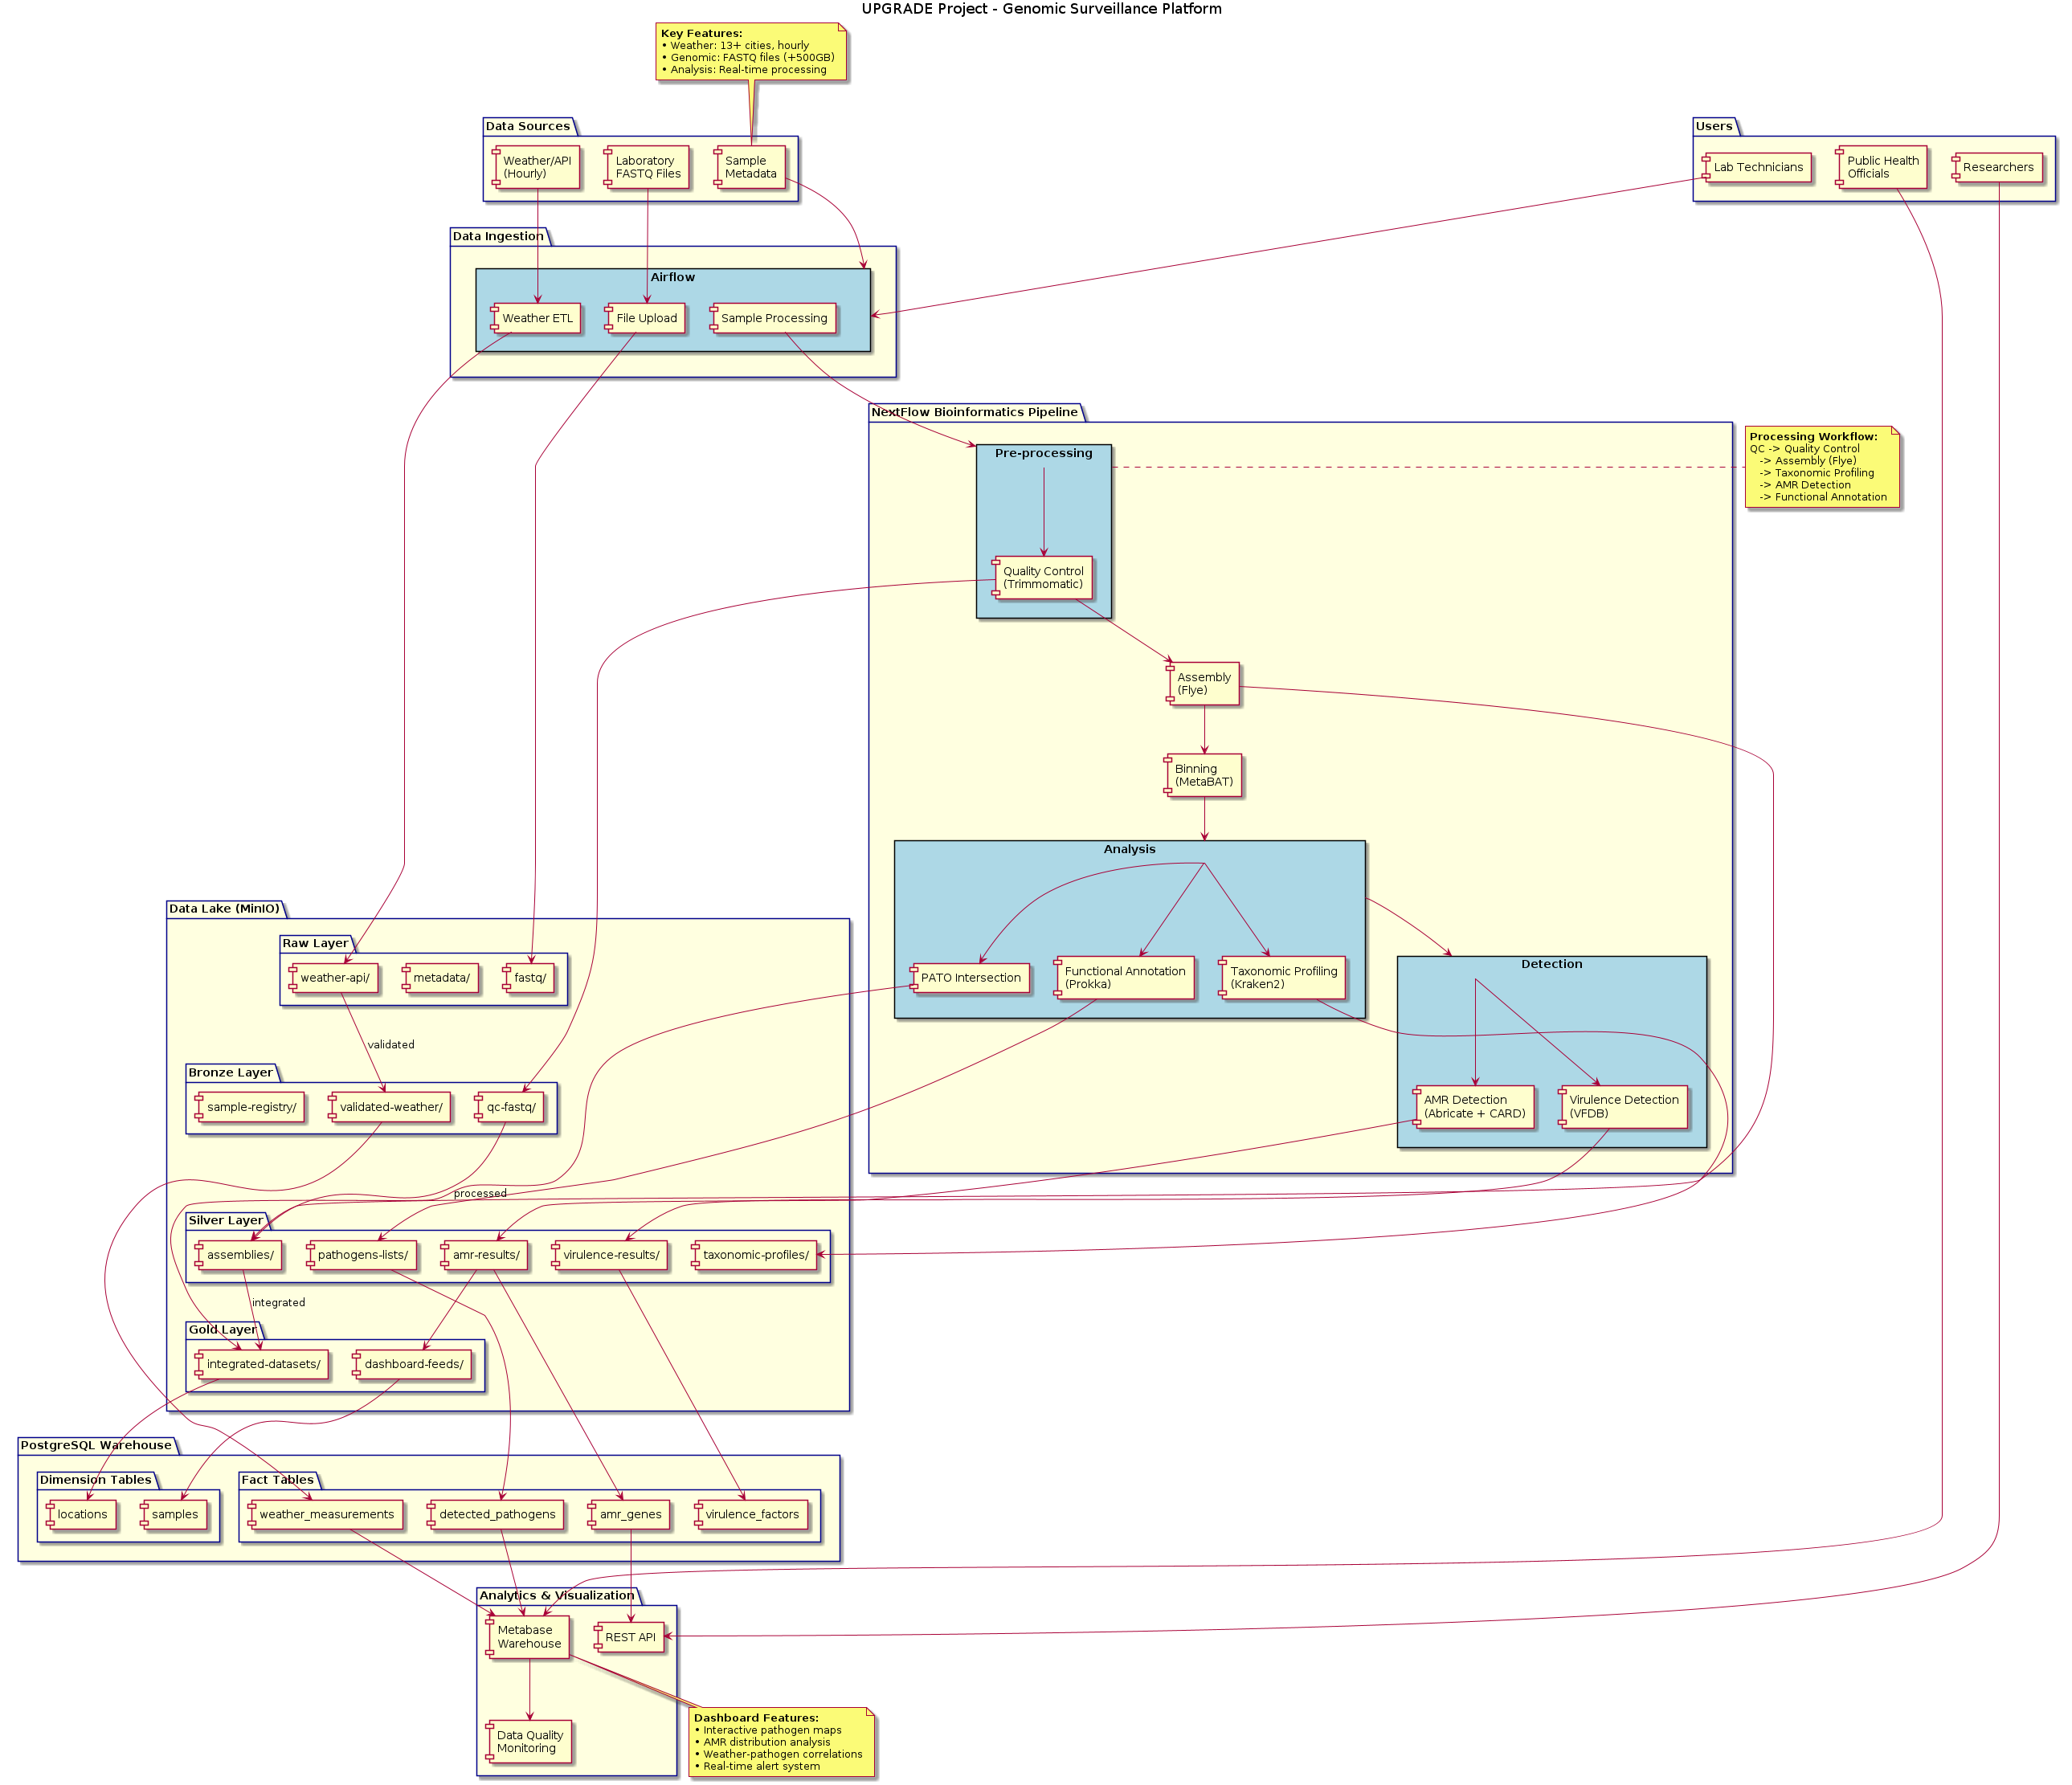 UPGRADE Project - Genomic Surveillance Platform
Key Features:
• Weather: 13+ cities, hourly
• Genomic: FASTQ files (+500GB)
• Analysis: Real-time processing
Data Sources
Weather/API
(Hourly)
Laboratory
FASTQ Files
Sample
Metadata
Users
Lab Technicians
Public Health
Officials
Researchers
Data Ingestion
Airflow
Weather ETL
File Upload
Sample Processing
NextFlow Bioinformatics Pipeline
Pre-processing
Quality Control
(Trimmomatic)
Processing Workflow:
QC -> Quality Control
-> Assembly (Flye)
-> Taxonomic Profiling
-> AMR Detection
-> Functional Annotation
Assembly
(Flye)
Binning
(MetaBAT)
Analysis
PATO Intersection
Functional Annotation
(Prokka)
Taxonomic Profiling
(Kraken2)
Detection
AMR Detection
(Abricate + CARD)
Virulence Detection
(VFDB)
Data Lake (MinIO)
Raw Layer
weather-api/
metadata/
fastq/
validated
Bronze Layer
sample-registry/
validated-weather/
qc-fastq/
processed
Silver Layer
assemblies/
pathogens-lists/
amr-results/
virulence-results/
taxonomic-profiles/
integrated
Gold Layer
integrated-datasets/
dashboard-feeds/
PostgreSQL Warehouse
Dimension Tables
locations
samples
Fact Tables
weather_measurements
detected_pathogens
amr_genes
virulence_factors
Analytics & Visualization
Metabase
Warehouse
REST API
Data Quality
Monitoring
Dashboard Features:
• Interactive pathogen maps
• AMR distribution analysis
• Weather-pathogen correlations
• Real-time alert system